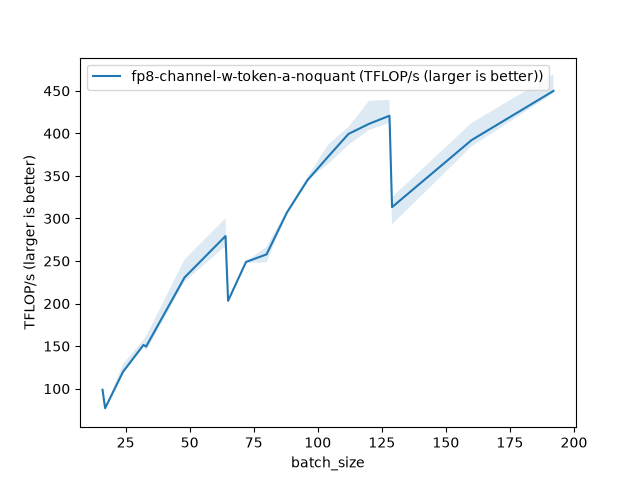 fp8-channel-w-token-a-noquant (TFLOP/s (larger is better))
TFLOP/s (larger is better)
450
400
350
300
250
200
150
100
25 50 75 100 125 150 175 200
batch_size